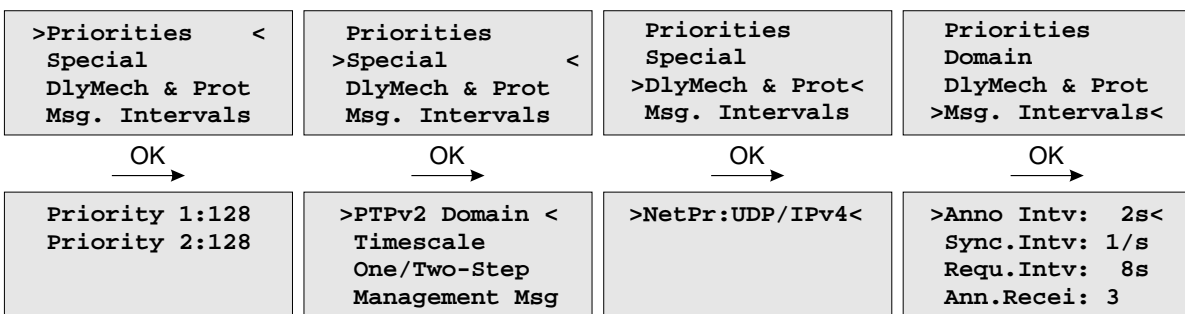 >Priorities <
Special
DlyMech & Prot
Msg. Intervals
Priorities
>Special <
DlyMech & Prot
Msg. Intervals
Priorities
Special
>DlyMech & Prot<
Msg. Intervals
Priorities
Domain
DlyMech & Prot
>Msg. Intervals<
OK
OK
OK
OK
Priority 1:128
Priority 2:128
>PTPv2 Domain <
Timescale
One/Two-Step
Management Msg
>NetPr:UDP/IPv4<
>Anno Intv: 2s<
Sync.Intv: 1/s
Requ.Intv: 8s
Ann.Recei: 3